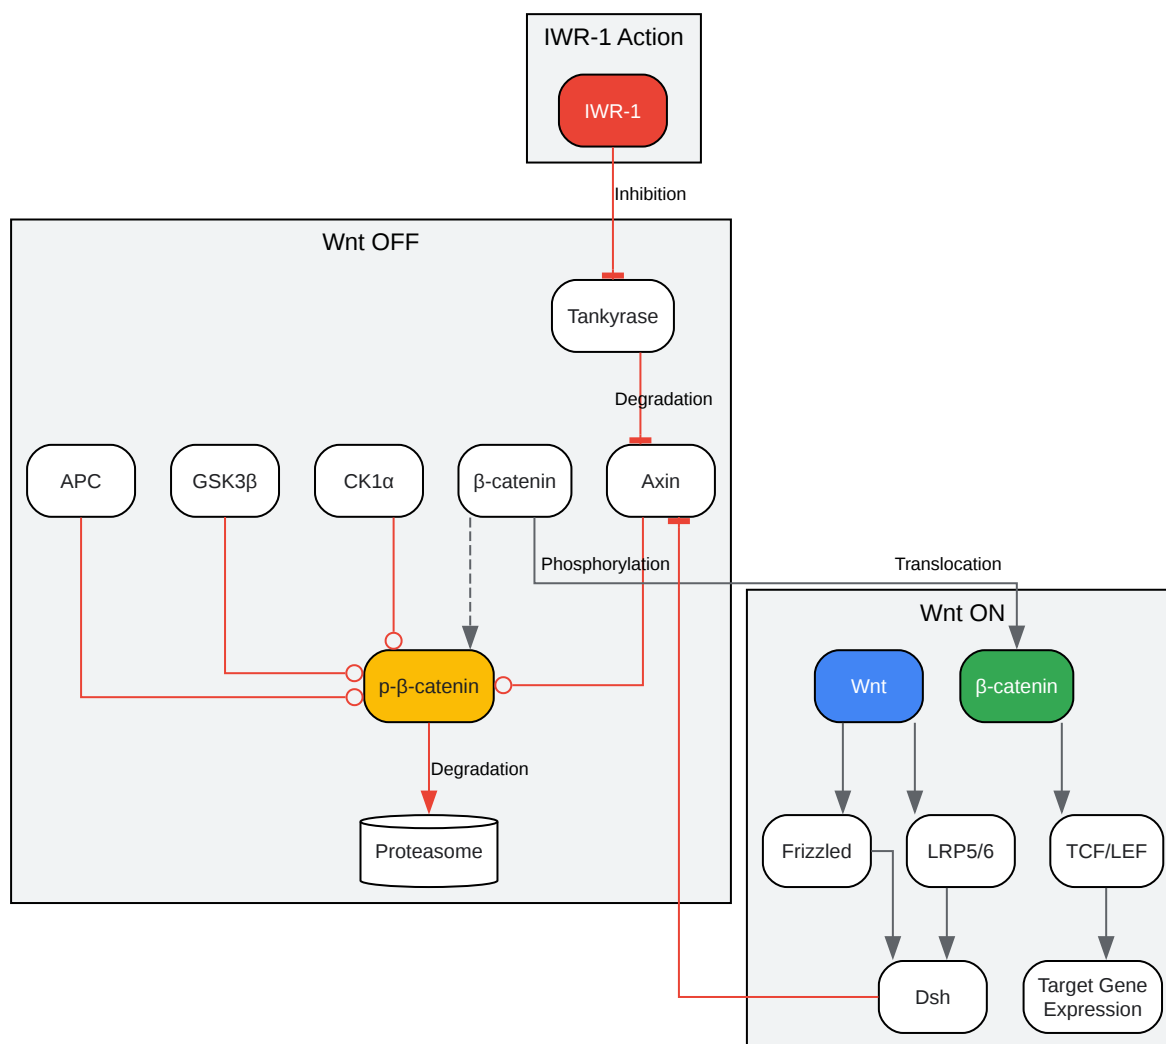 IWR-1 Action
IWR-1
Inhibition
Wnt OFF
Tankyrase
Degradation
APC
GSK3β
CK1α
β-catenin
Axin
Phosphorylation
Translocation
Wnt ON
p-β-catenin
Wnt
β-catenin
Degradation
Proteasome
Frizzled
LRP5/6
TCF/LEF
Dsh
Target Gene
Expression